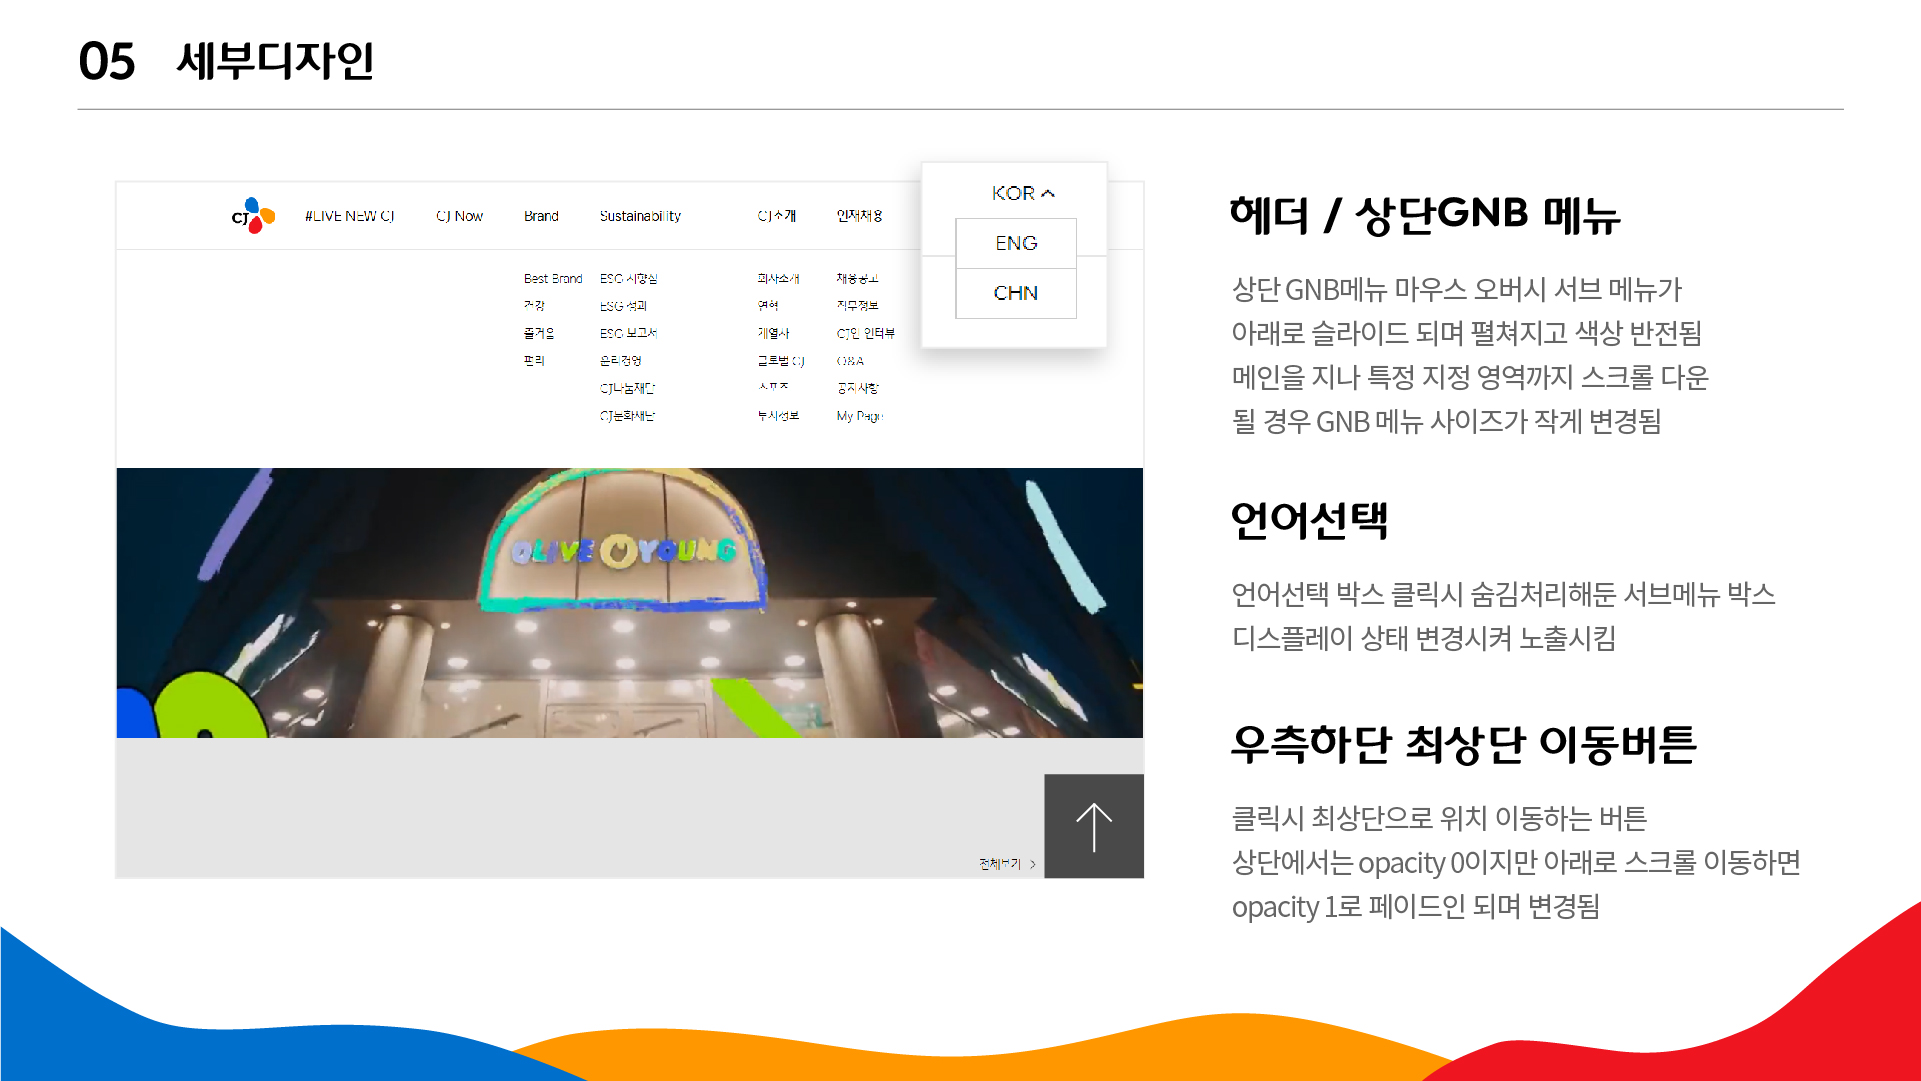 05 세부디자인
CJ
#LIVE NEW CJ CJ Now Brand Sustainability CJ소개 인재채용
KOR
ENG
CHN
Best Brand ESG 지향점 회사소개 채용공고
건강 ESG 성과 연혁 직무정보
즐거움 ESG 보고서 계열사 CJ인 인터뷰
편리 윤리경영 글로벌 CJ Q&A
CJ나눔재단 스포츠 공지사항
CJ문화재단 투자정보 My Page
OLIVE YOUNG
전체보기
헤더 / 상단GNB 메뉴
상단 GNB메뉴 마우스 오버시 서브 메뉴가
아래로 슬라이드 되며 펼쳐지고 색상 반전됨
메인을 지나 특정 지정 영역까지 스크롤 다운
될 경우 GNB 메뉴 사이즈가 작게 변경됨
언어선택
언어선택 박스 클릭시 숨김처리해둔 서브메뉴 박스
디스플레이 상태 변경시켜 노출시킴
우측하단 최상단 이동버튼
클릭시 최상단으로 위치 이동하는 버튼
상단에서는 opacity 0이지만 아래로 스크롤 이동하면
opacity 1로 페이드인 되며 변경됨